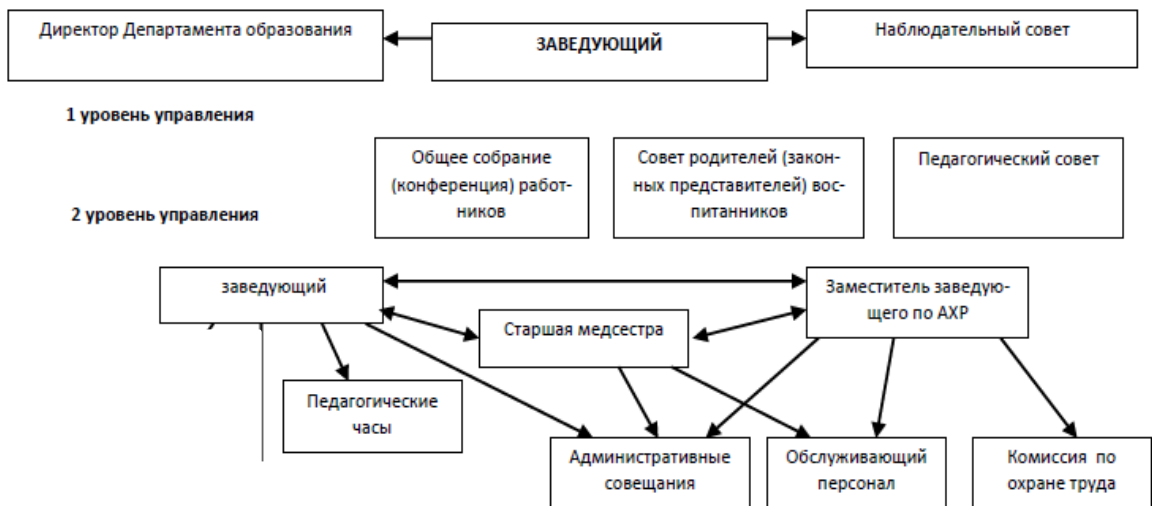 Директор Департамента образования
ЗАВЕДУЮЩИЙ
Наблюдательный совет
1 уровень управления
Общее собрание
(конференция) работ-
ников
Совет родителей (закон-
ных представителей) вос-
питанников
Педагогический совет
2 уровень управления
заведующий
Заместитель заведую-
щего по АХР
Старшая медсестра
Педагогические
часы
Административные
совещания
Обслуживающий
персонал
Комиссия по
охране труда